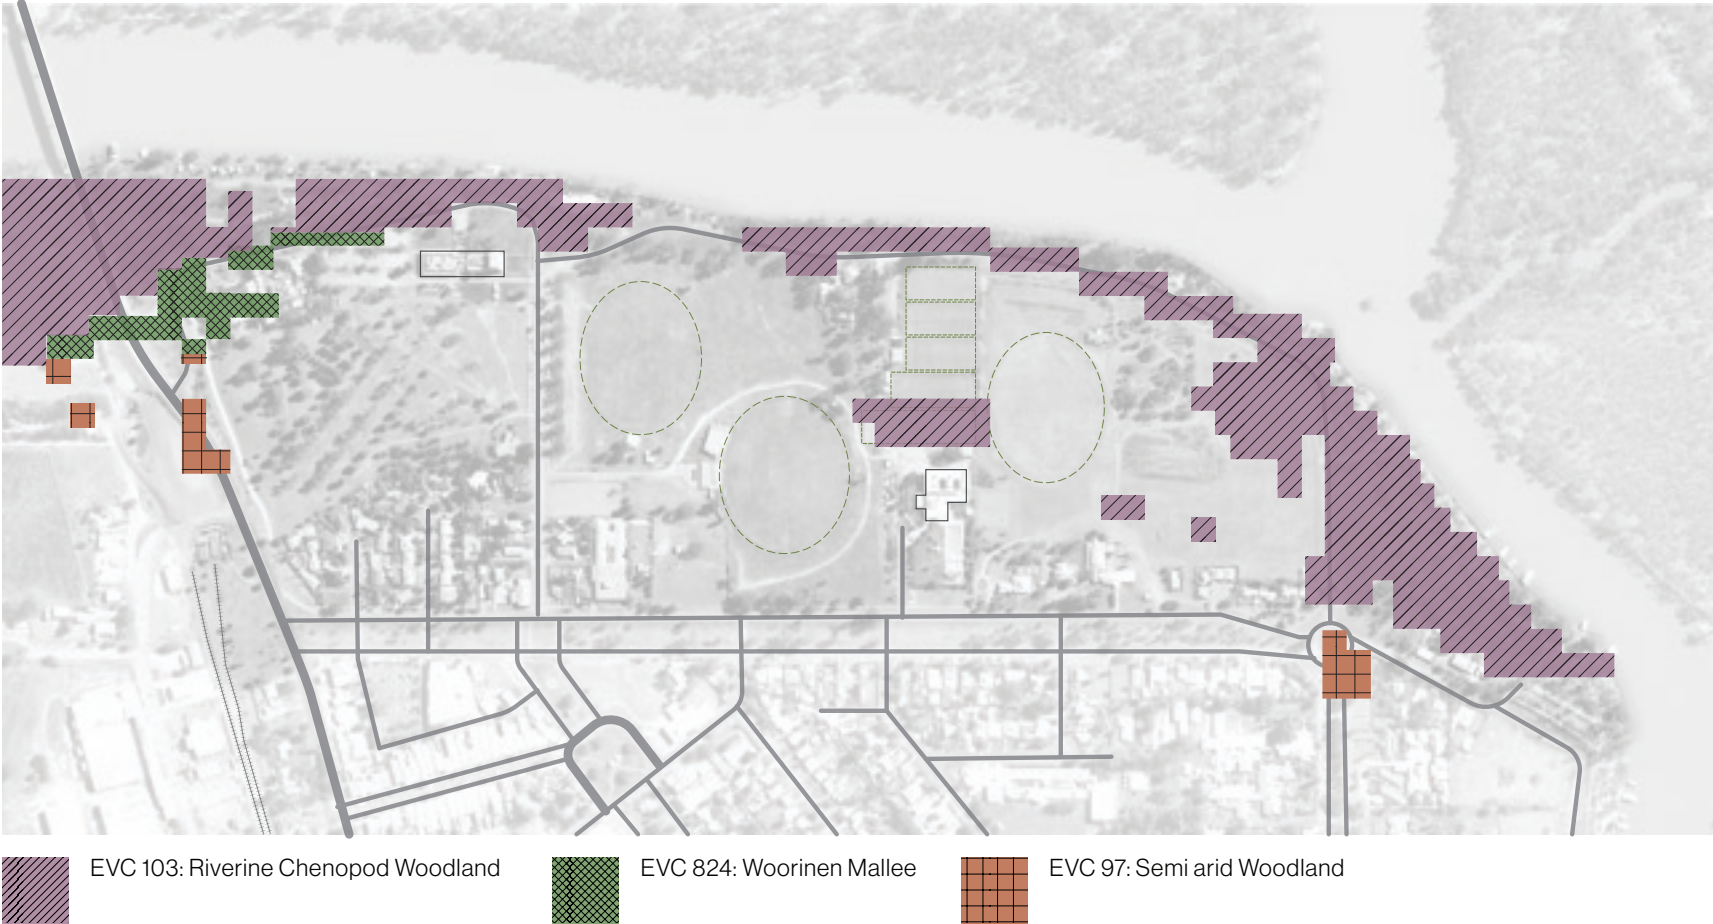 EVC 103: Riverine Chenopod Woodland
EVC 824: Woorinen Mallee
EVC 97: Semi arid Woodland